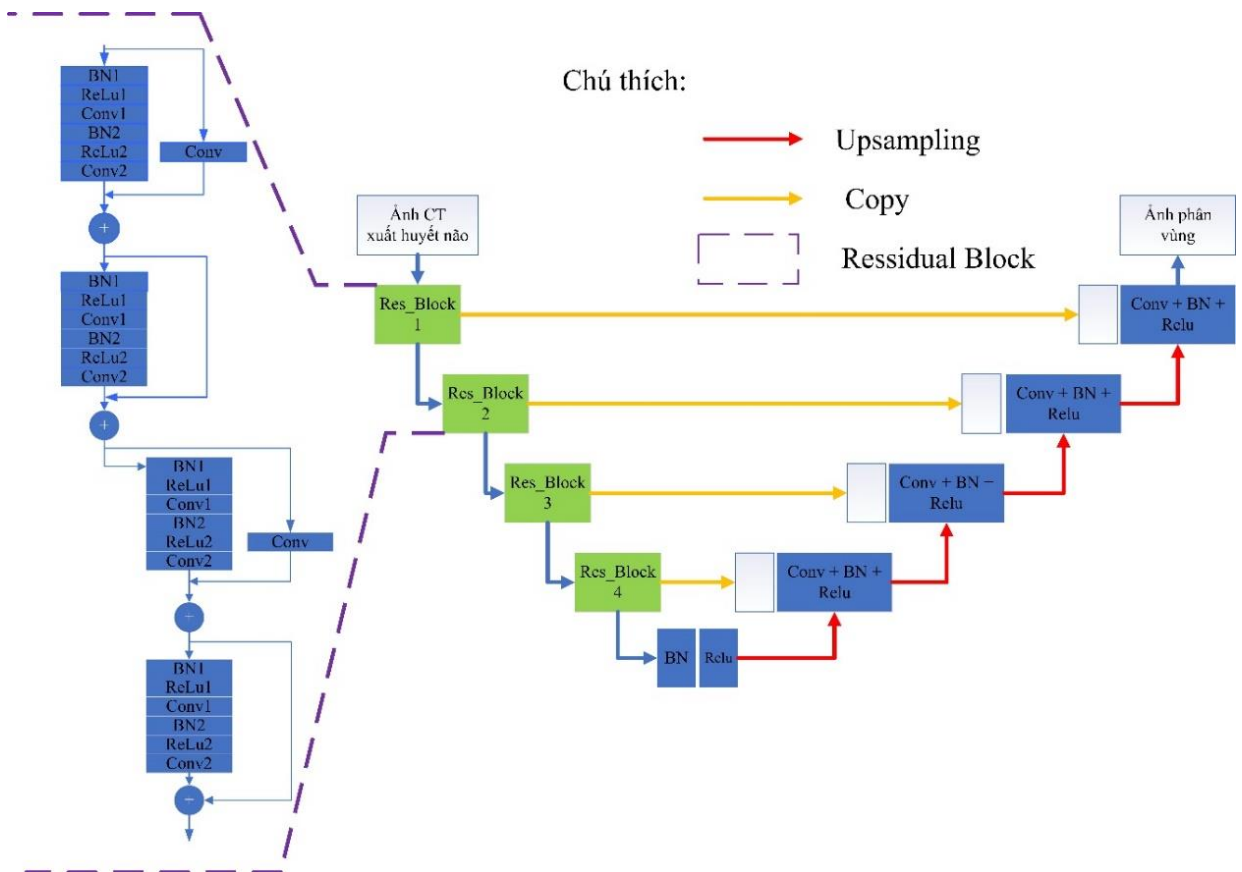 BN1
ReLu1
Conv1
BN2
ReLu2
Conv2
Conv
+
BN1
ReLu1
Conv1
BN2
ReLu2
Conv2
+
BN1
ReLu1
Conv1
BN2
ReLu2
Conv2
Conv
+
BN1
ReLu1
Conv1
BN2
ReLu2
Conv2
+
Chú thích:
Upsampling
Copy
Ressidual Block
Ảnh CT
xuất huyết não
Ảnh phân
vùng
Res_Block
1
Conv + BN +
Relu
Res_Block
2
Conv + BN +
Relu
Res_Block
3
Conv + BN +
Relu
Res_Block
4
Conv + BN +
Relu
BN
Relu